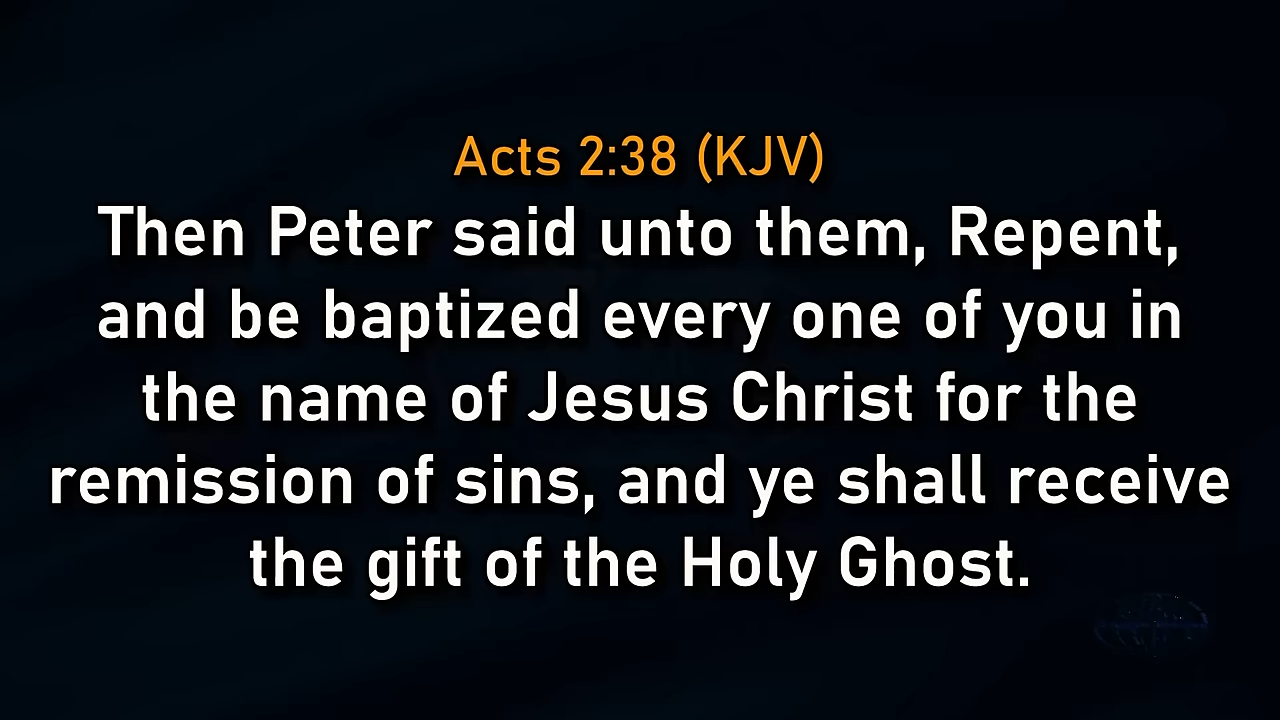 Acts 2:38 (KJV)
Then Peter said unto them, Repent,
and be baptized every one of you in
the name of Jesus Christ for the
remission of sins, and ye shall receive
the gift of the Holy Ghost.